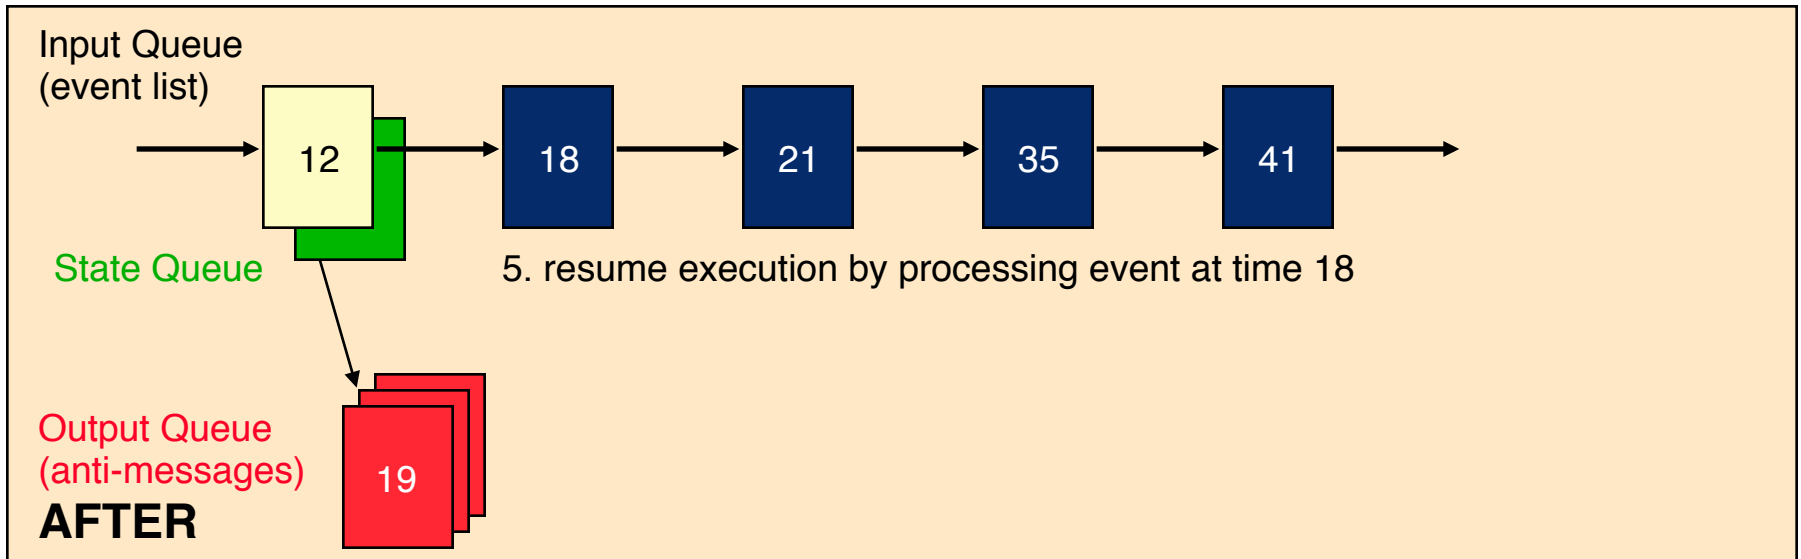 Input Queue
(event list)
12
18
21
35
41
State Queue
5. resume execution by processing event at time 18
Output Queue
(anti-messages)
19
AFTER